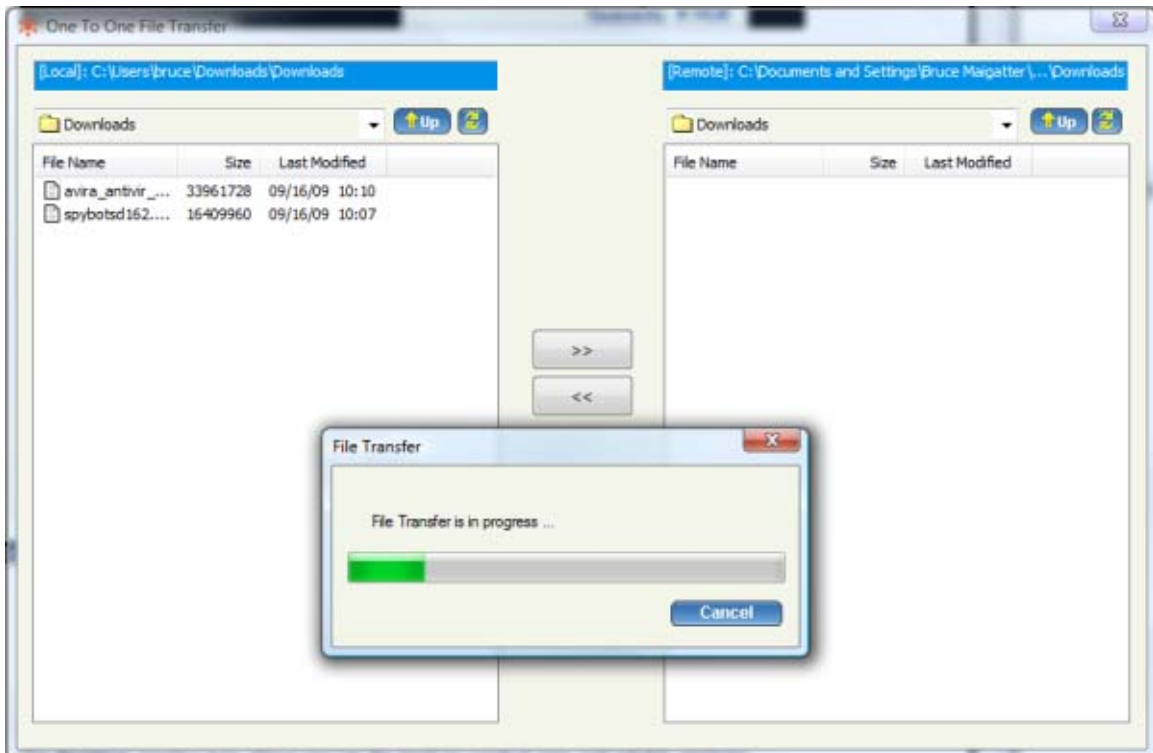 One To One File Transfer
[Local]: C:\Users\bruce\Downloads\Downloads
Downloads
Up
File Name Size Last Modified
avira_antivir_... 33961728 09/16/09 10:10
spybotsd162.... 16409960 09/16/09 10:07
[Remote]: C:\Documents and Settings\Bruce Maigatter\...\Downloads
Downloads
Up
File Name Size Last Modified
>>
<<
File Transfer
File Transfer is in progress ...
Cancel